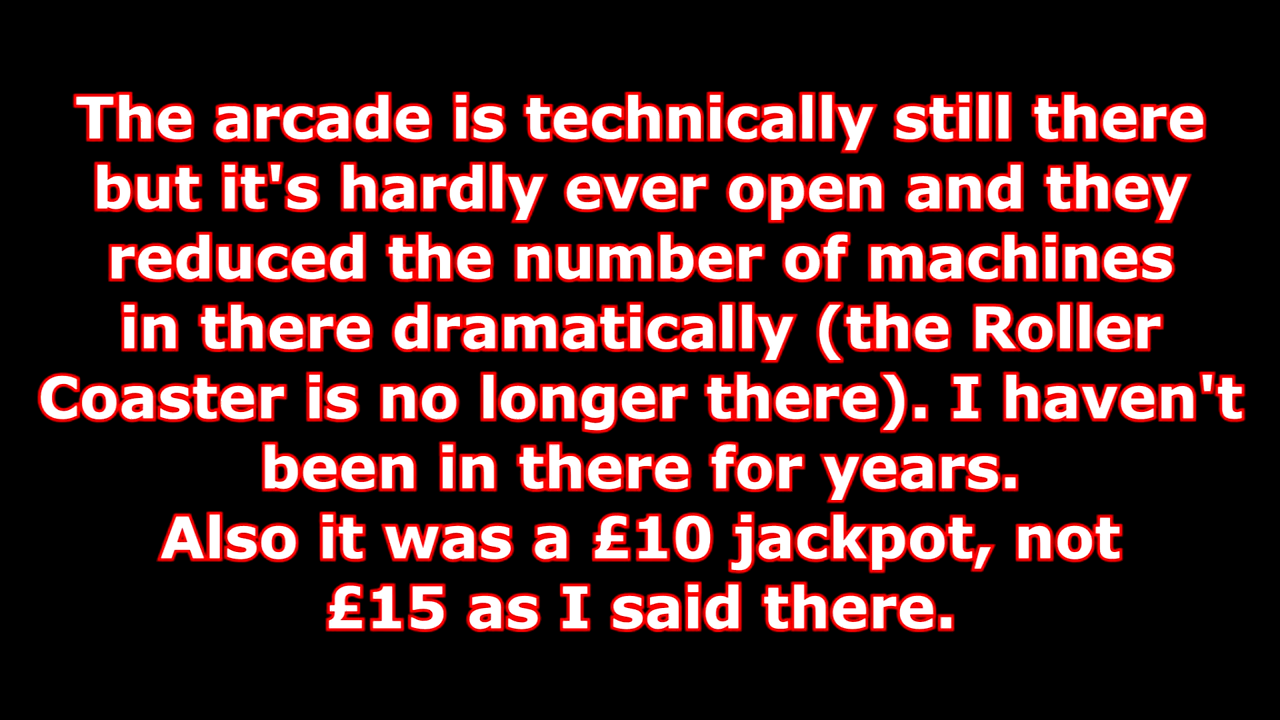 The arcade is technically still there
but it's hardly ever open and they
reduced the number of machines
in there dramatically (the Roller
Coaster is no longer there). I haven't
been in there for years.
Also it was a £10 jackpot, not
£15 as I said there.